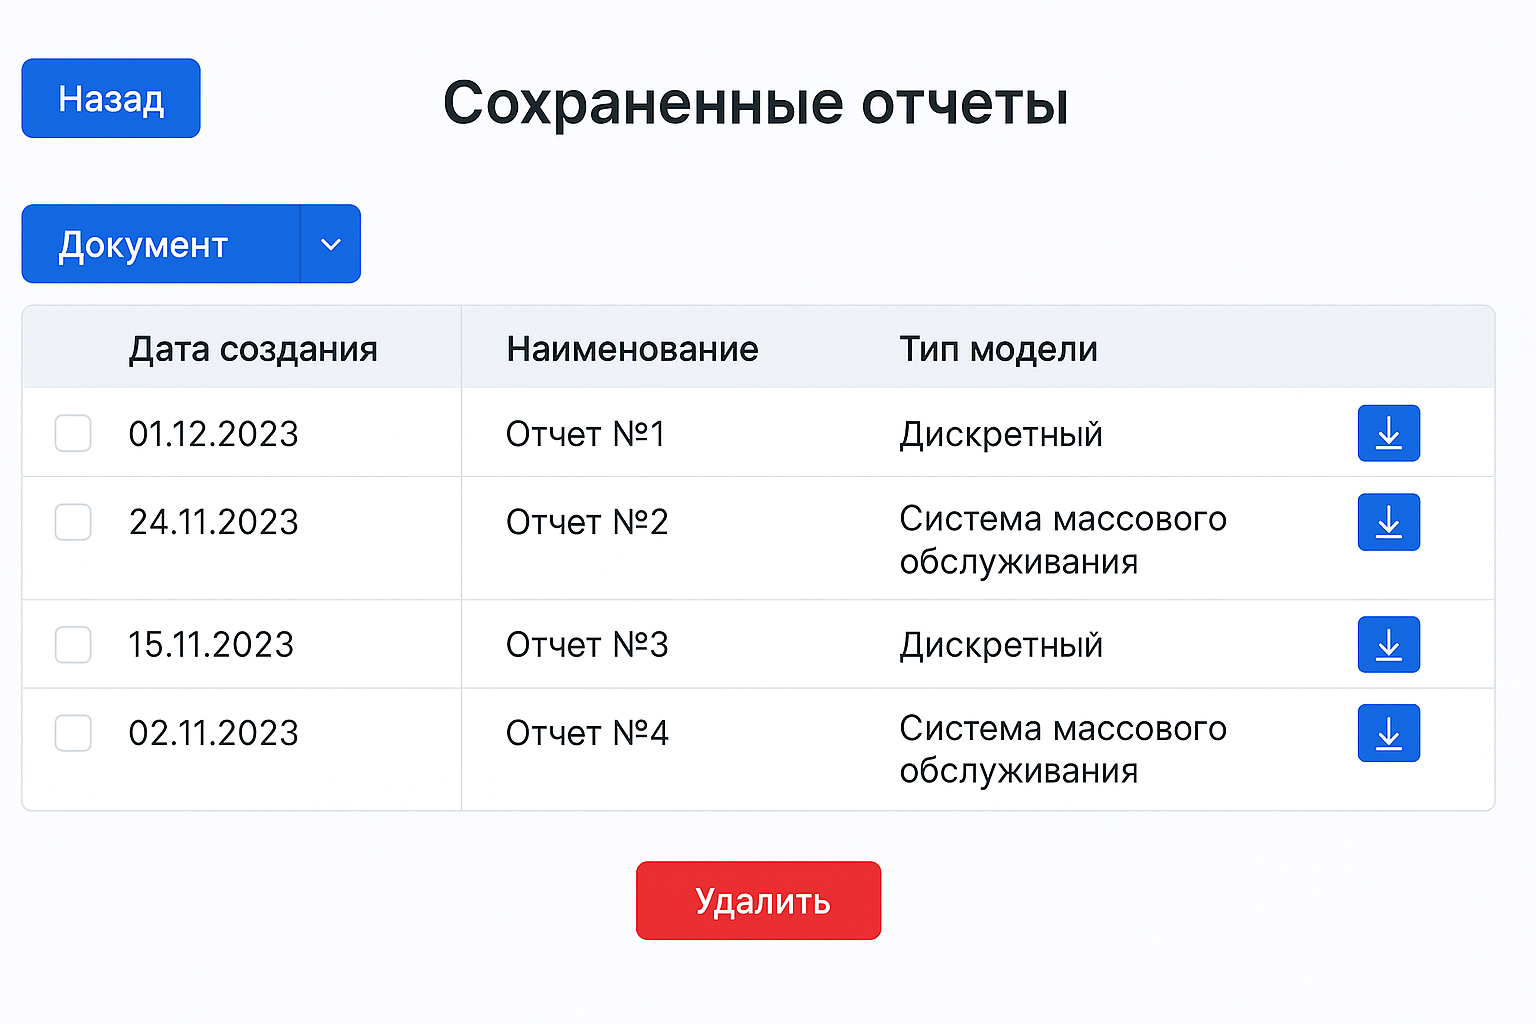 Назад
Сохраненные отчеты
Документ
Дата создания Наименование Тип модели
01.12.2023 Отчет №1 Дискретный
24.11.2023 Отчет №2 Система массового
обслуживания
15.11.2023 Отчет №3 Дискретный
02.11.2023 Отчет №4 Система массового
обслуживания
Удалить